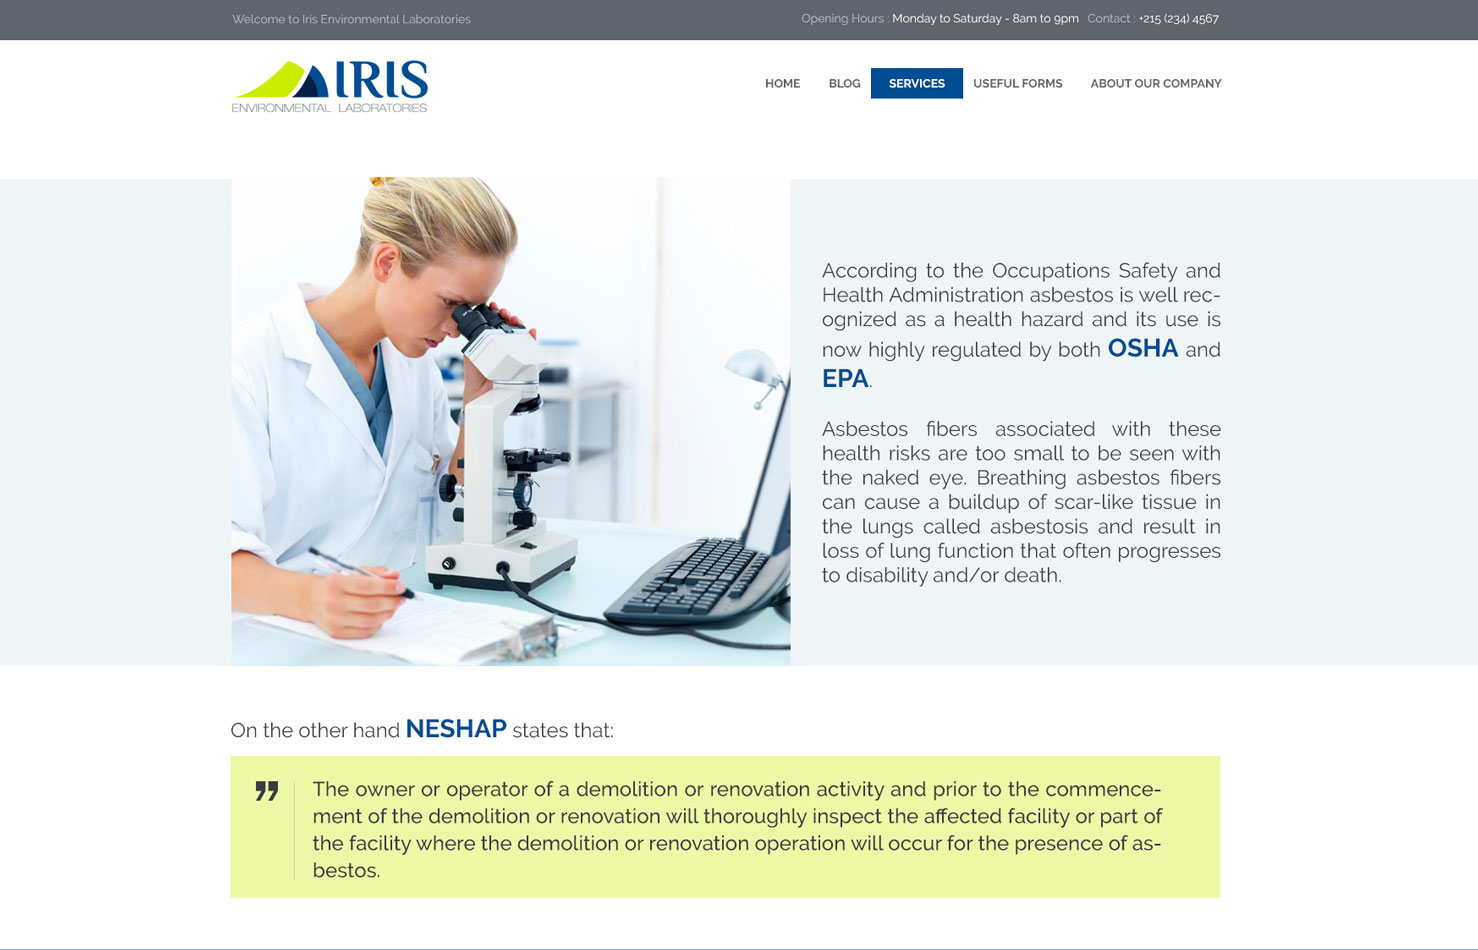 Welcome to Iris Environmental Laboratories
Opening Hours : Monday to Saturday - 8am to 9pm Contact : +215 (234) 4567
IRIS
ENVIRONMENTAL LABORATORIES
HOME BLOG SERVICES USEFUL FORMS ABOUT OUR COMPANY
According to the Occupations Safety and
Health Administration asbestos is well rec-
ognized as a health hazard and its use is
now highly regulated by both OSHA and
EPA.
Asbestos fibers associated with these
health risks are too small to be seen with
the naked eye. Breathing asbestos fibers
can cause a buildup of scar-like tissue in
the lungs called asbestosis and result in
loss of lung function that often progresses
to disability and/or death.
On the other hand NESHAP states that:
"
The owner or operator of a demolition or renovation activity and prior to the commence-
ment of the demolition or renovation will thoroughly inspect the affected facility or part of
the facility where the demolition or renovation operation will occur for the presence of as-
bestos.